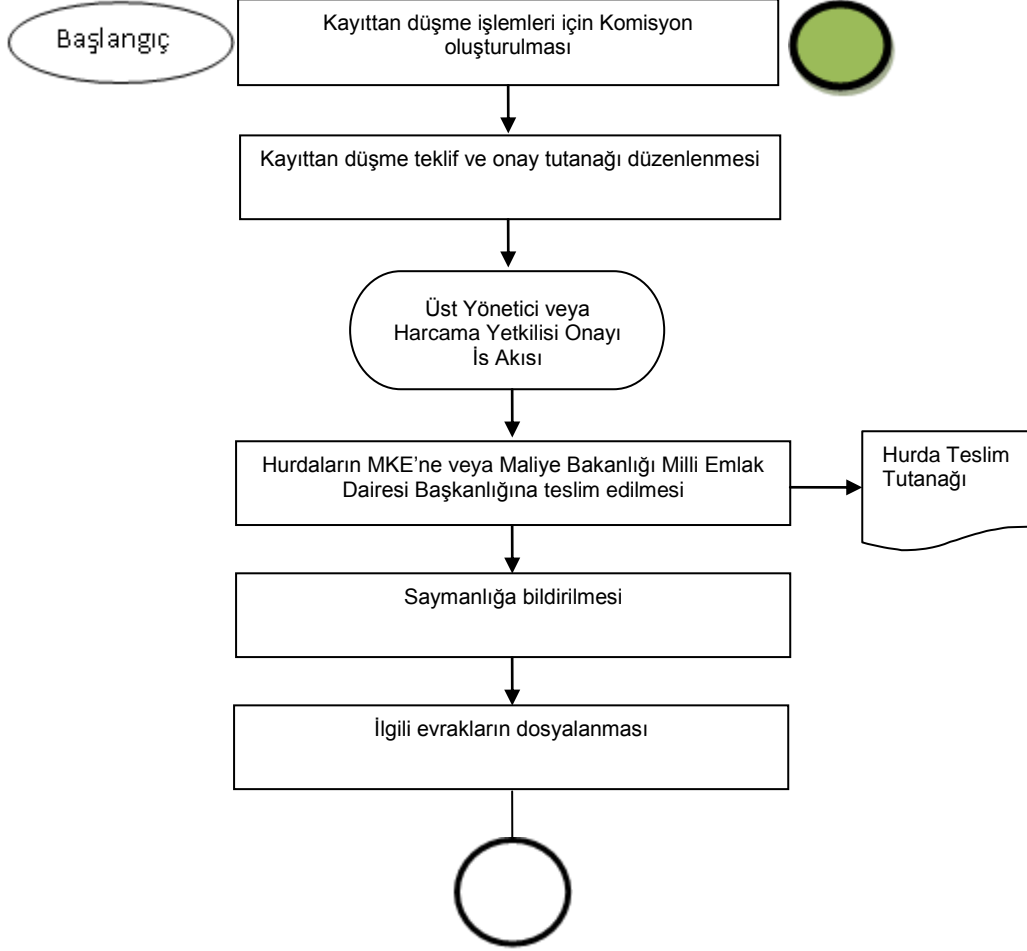 Başlangıç
Kayıttan düşme işlemleri için Komisyon
oluşturulması
Kayıttan düşme teklif ve onay tutanağı düzenlenmesi
Üst Yönetici veya
Harcama Yetkilisi Onayı
İs Akısı
Hurdaların MKE’ne veya Maliye Bakanlığı Milli Emlak
Dairesi Başkanlığına teslim edilmesi
Hurda Teslim
Tutanağı
Saymanlığa bildirilmesi
İlgili evrakların dosyalanması